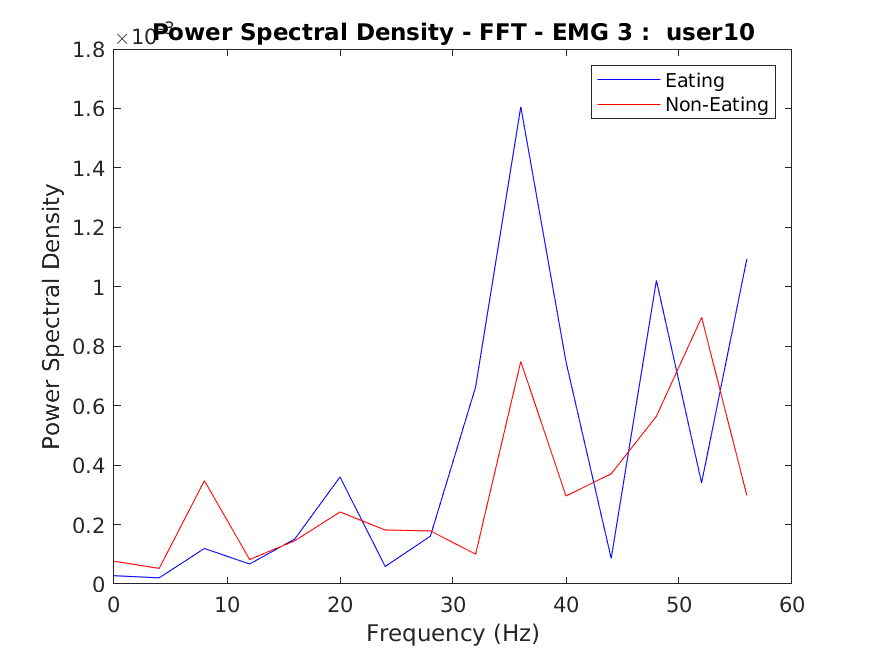 Power Spectral Density - FFT - EMG 3 :  user10
×10⁻³
1.8
1.6
1.4
1.2
1
0.8
0.6
0.4
0.2
0
Power Spectral Density
Eating
Non-Eating
0 10 20 30 40 50 60
Frequency (Hz)